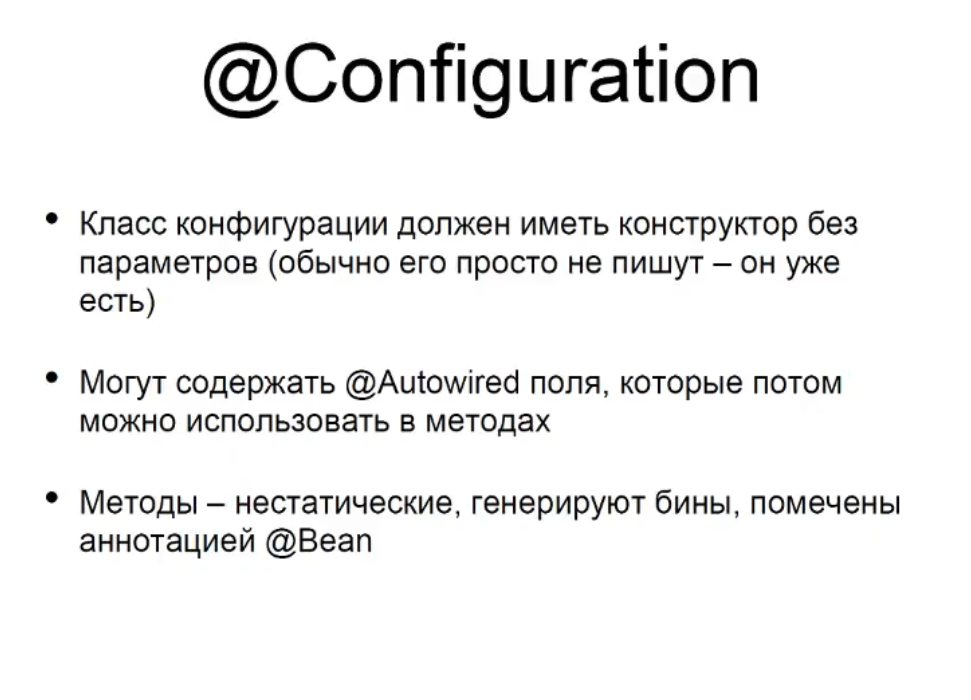 @Configuration
• Класс конфигурации должен иметь конструктор без
параметров (обычно его просто не пишут – он уже
есть)
• Могут содержать @Autowired поля, которые потом
можно использовать в методах
• Методы – нестатические, генерируют бины, помечены
аннотацией @Bean